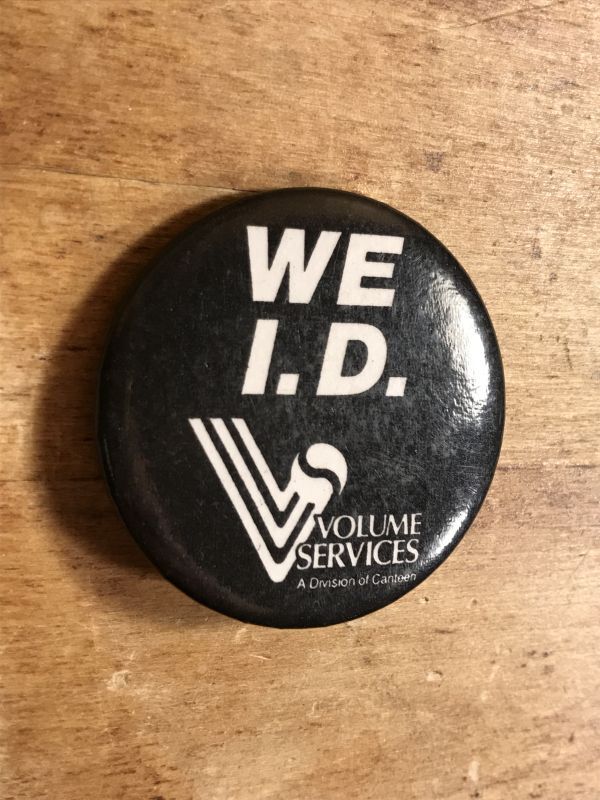 WE
I.D.
VOLUME
SERVICES
A Division of Canteen